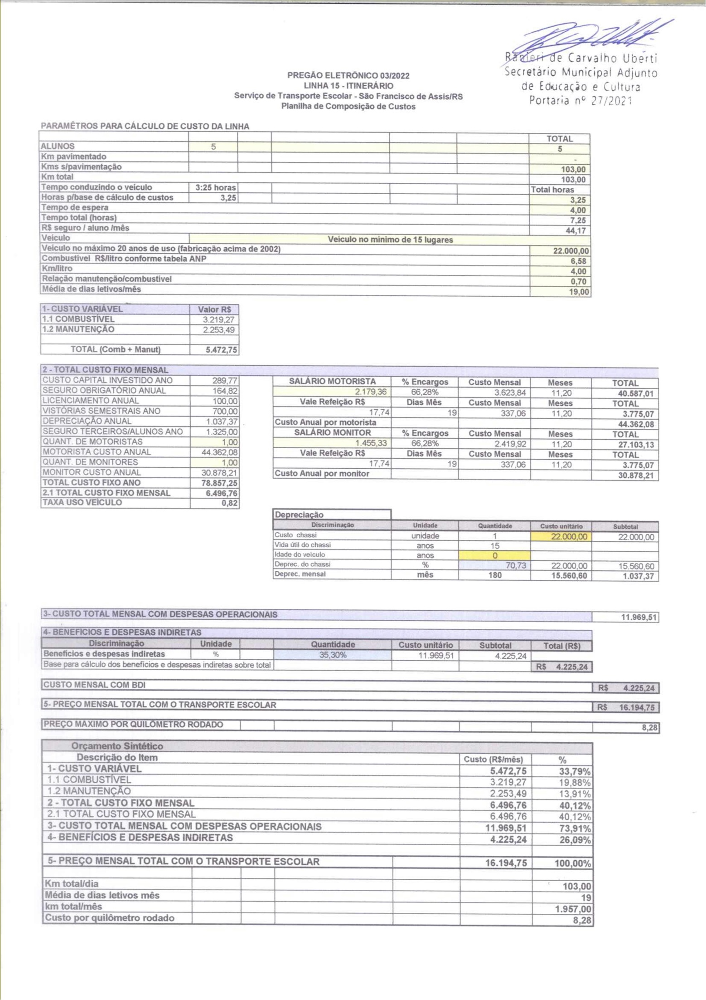 Ranieri de Carvalho Uberti
Secretário Municipal Adjunto
de Educação e Cultura
Portaria nº 27/2021
PREGÃO ELETRÔNICO 03/2022
LINHA 15 - ITINERÁRIO
Serviço de Transporte Escolar - São Francisco de Assis/RS
Planilha de Composição de Custos
PARAMÊTROS PARA CÁLCULO DE CUSTO DA LINHA
TOTAL
ALUNOS 5 5
Km pavimentado -
Kms s/pavimentação 103,00
Km total 103,00
Tempo conduzindo o veículo 3:25 horas Total horas
Horas p/base de cálculo de custos 3,25 3,25
Tempo de espera 4,00
Tempo total (horas) 7,25
R$ seguro / aluno /mês 44,17
Veículo Veículo no mínimo de 15 lugares
Veículo no máximo 20 anos de uso (fabricação acima de 2002) 22.000,00
Combustível R$/litro conforme tabela ANP 6,58
Km/litro 4,00
Relação manutenção/combustível 0,70
Média de dias letivos/mês 19,00
1- CUSTO VARIÁVEL Valor R$
1.1 COMBUSTÍVEL 3.219,27
1.2 MANUTENÇÃO 2.253,49
TOTAL (Comb + Manut) 5.472,75
2 - TOTAL CUSTO FIXO MENSAL
CUSTO CAPITAL INVESTIDO ANO 289,77
SEGURO OBRIGATÓRIO ANUAL 164,82
LICENCIAMENTO ANUAL 100,00
VISTÓRIAS SEMESTRAIS ANO 700,00
DEPRECIAÇÃO ANUAL 1.037,37
SEGURO TERCEIROS/ALUNOS ANO 1.325,00
QUANT. DE MOTORISTAS 1,00
MOTORISTA CUSTO ANUAL 44.362,08
QUANT. DE MONITORES 1,00
MONITOR CUSTO ANUAL 30.878,21
TOTAL CUSTO FIXO ANO 78.857,25
2.1 TOTAL CUSTO FIXO MENSAL 6.496,76
TAXA USO VEÍCULO 0,82
SALÁRIO MOTORISTA % Encargos Custo Mensal Meses TOTAL
2.179,36 66,28% 3.623,84 11,20 40.587,01
Vale Refeição R$ Dias Mês Custo Mensal Meses TOTAL
17,74 19 337,06 11,20 3.775,07
Custo Anual por motorista 44.362,08
SALÁRIO MONITOR % Encargos Custo Mensal Meses TOTAL
1.455,33 66,28% 2.419,92 11,20 27.103,13
Vale Refeição R$ Dias Mês Custo Mensal Meses TOTAL
17,74 19 337,06 11,20 3.775,07
Custo Anual por monitor 30.878,21
Depreciação
Discriminação Unidade Quantidade Custo unitário Subtotal
Custo chassi unidade 1 22.000,00 22.000,00
Vida útil do chassi anos 15
Idade do veículo anos 0
Deprec. do chassi % 70,73 22.000,00 15.560,60
Deprec. mensal mês 180 15.560,60 1.037,37
3- CUSTO TOTAL MENSAL COM DESPESAS OPERACIONAIS 11.969,51
4- BENEFÍCIOS E DESPESAS INDIRETAS
Discriminação Unidade Quantidade Custo unitário Subtotal Total (R$)
Benefícios e despesas indiretas % 35,30% 11.969,51 4.225,24
Base para cálculo dos benefícios e despesas indiretas sobre total R$ 4.225,24
CUSTO MENSAL COM BDI R$ 4.225,24
5- PREÇO MENSAL TOTAL COM O TRANSPORTE ESCOLAR R$ 16.194,75
PREÇO MÁXIMO POR QUILÔMETRO RODADO 8,28
Orçamento Sintético
Descrição do Item Custo (R$/mês) %
1- CUSTO VARIÁVEL 5.472,75 33,79%
1.1 COMBUSTÍVEL 3.219,27 19,88%
1.2 MANUTENÇÃO 2.253,49 13,91%
2 - TOTAL CUSTO FIXO MENSAL 6.496,76 40,12%
2.1 TOTAL CUSTO FIXO MENSAL 6.496,76 40,12%
3- CUSTO TOTAL MENSAL COM DESPESAS OPERACIONAIS 11.969,51 73,91%
4- BENEFÍCIOS E DESPESAS INDIRETAS 4.225,24 26,09%
5- PREÇO MENSAL TOTAL COM O TRANSPORTE ESCOLAR 16.194,75 100,00%
Km total/dia 103,00
Média de dias letivos mês 19
km total/mês 1.957,00
Custo por quilômetro rodado 8,28